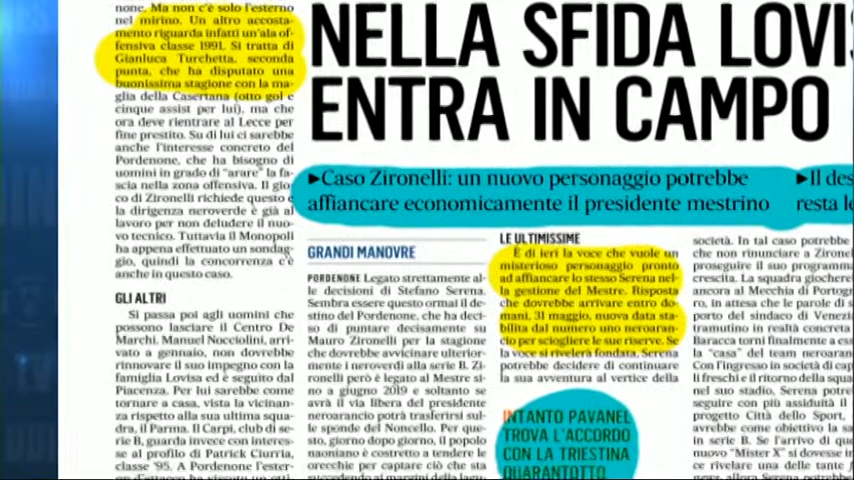 NELLA SFIDA LOVIS
ENTRA IN CAMPO
►Caso Zironelli: un nuovo personaggio potrebbe
affiancare economicamente il presidente mestrino
►Il des
resta le
none. Ma non c'è solo l'esterno
nel mirino. Un altro accosta-
mento riguarda infatti un'ala of-
fensiva classe 1991. Si tratta di
Gianluca Turchetta, seconda
punta, che ha disputato una
buonissima stagione con la ma-
glia della Casertana (otto gol e
cinque assist per lui), ma che
ora deve rientrare al Lecce per
fine prestito. Su di lui ci sarebbe
anche l'interesse concreto del
Pordenone, che ha bisogno di
uomini in grado di "arare" la fa-
scia nella zona offensiva. Il gio-
co di Zironelli richiede questo e
la dirigenza neroverde è già al
lavoro per non deludere il nuo-
vo tecnico. Tuttavia il Monopoli
ha appena effettuato un sondag-
gio, quindi la concorrenza c'è
anche in questo caso.
GLI ALTRI
Si passa poi agli uomini che
possono lasciare il Centro De
Marchi. Manuel Nocciolini, arri-
vato a gennaio, non dovrebbe
rinnovare il suo impegno con la
famiglia Lovisa ed è seguito dal
Piacenza. Per lui sarebbe come
tornare a casa, vista la vicinan-
za rispetto alla sua ultima squa-
dra, il Parma. Il Carpi, club di se-
rie B, guarda invece con interes-
se al profilo di Patrick Ciurria,
classe '95. A Pordenone l'ester-
GRANDI MANOVRE
PORDENONE Legato strettamente al-
le decisioni di Stefano Serena.
Sembra essere questo ormai il de-
stino del Pordenone, che ha deci-
so di puntare decisamente su
Mauro Zironelli per la stagione
che dovrebbe avvicinare ulterior-
mente i neroverdi alla serie B. Zi-
ronelli però è legato al Mestre si-
no a giugno 2019 e soltanto se
avrà il via libera del presidente
neroarancio potrà trasferirsi sul-
le sponde del Noncello. Per que-
sto, giorno dopo giorno, il popolo
naoniano è costretto a tendere le
orecchie per captare ciò che sta
succedendo ai margini della lagu-
LE ULTIMISSIME
È di ieri la voce che vuole un
misterioso personaggio pronto
ad affiancare lo stesso Serena nel-
la gestione del Mestre. Risposta
che dovrebbe arrivare entro do-
mani, 31 maggio, nuova data sta-
bilita dal numero uno neroaran-
cio per sciogliere le sue riserve. Se
la voce si rivelerà fondata, Serena
potrebbe decidere di continuare
la sua avventura al vertice della
INTANTO PAVANEL
TROVA L'ACCORDO
CON LA TRIESTINA
QUARANTOTTO
società. In tal caso potrebbe
che non rinunciare a Zironel
proseguire il suo programma
crescita. La squadra giochere
ancora al Mecchia di Portogr
ro, in attesa che le parole di s
porto del sindaco di Venezia
tramutino in realtà concreta
Baracca torni finalmente a ess
la "casa" del team neroaran
Con l'ingresso in società di cap
li freschi e il ritorno della squa
nel suo stadio, Serena potre
seguire con più assiduità il
progetto Città dello Sport,
avrebbe come obiettivo la sa
in serie B. Se l'arrivo di que
nuovo "Mister X" si dovesse in
ce rivelare una delle tante